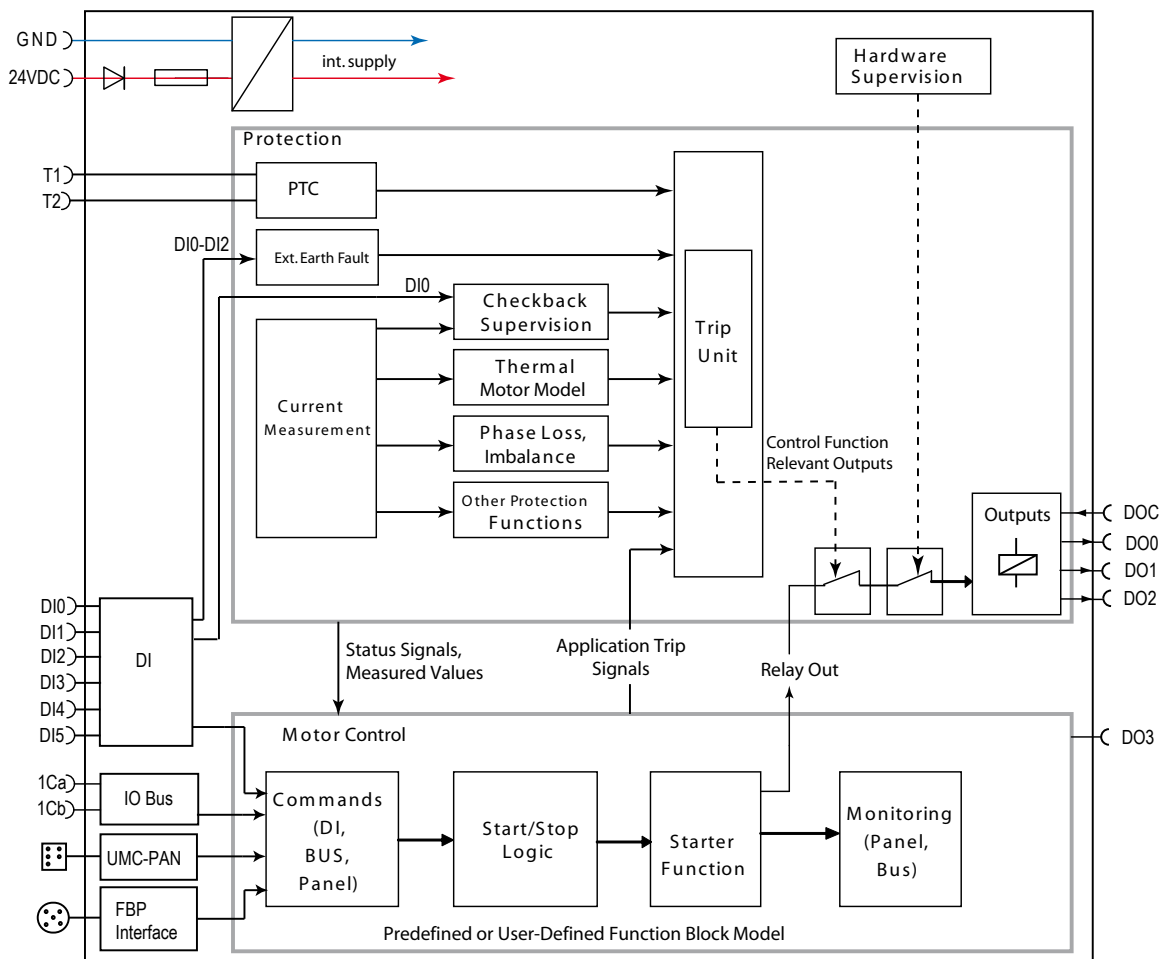 GND
24VDC
int. supply
Hardware
Supervision
Protection
T1
T2
PTC
DI0-DI2
Ext. Earth Fault
DI0
Checkback
Supervision
Trip
Unit
Thermal
Motor Model
Current
Measurement
Phase Loss,
Imbalance
Control Function
Relevant Outputs
Other Protection
Functions
Outputs
DOC
DO0
DO1
DO2
DI0
DI1
DI2
DI3
DI4
DI5
DI
Status Signals,
Measured Values
Application Trip
Signals
Relay Out
Motor Control
DO3
1Ca
1Cb
IO Bus
UMC-PAN
FBP
Interface
Commands
(DI,
BUS,
Panel)
Start/Stop
Logic
Starter
Function
Monitoring
(Panel,
Bus)
Predefined or User-Defined Function Block Model